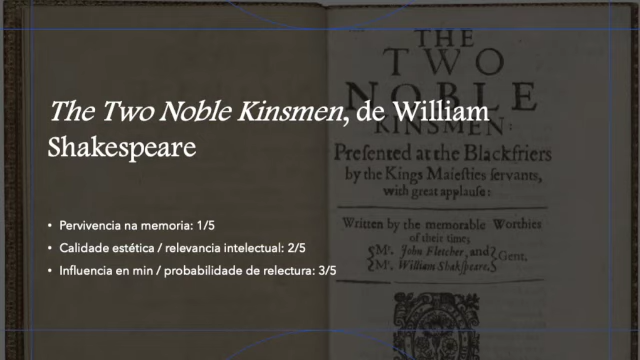 The Two Noble Kinsmen, de William
Shakespeare
• Pervivencia na memoria: 1/5
• Calidade estética / relevancia intelectual: 2/5
• Influencia en min / probabilidade de relectura: 3/5
THE
TWO
NOBLE
KINSMEN:
Presented at the Blackfriers
by the Kings Maiesties servants,
with great applause:
Written by the memorable Worthies
of their time;
Mr. John Fletcher, and
Mr. William Shakspeare.
Gent.